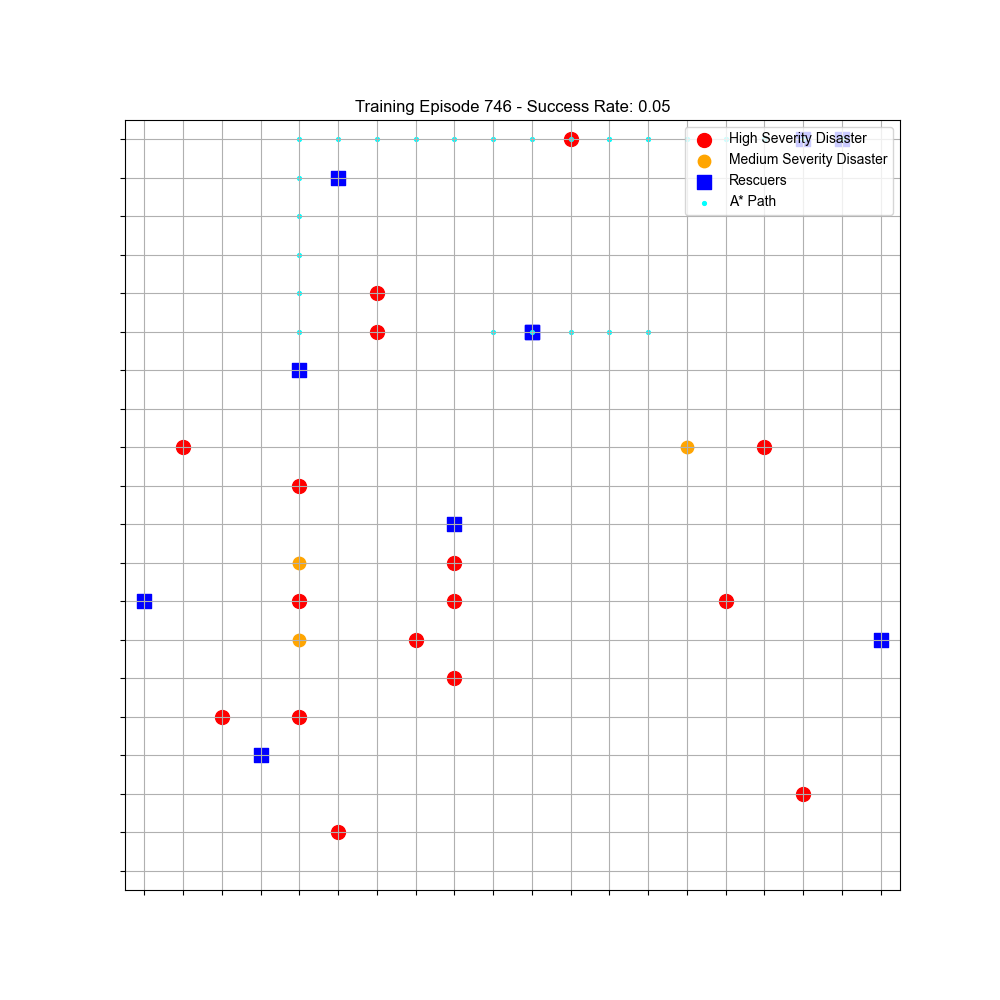 Training Episode 746 - Success Rate: 0.05
High Severity Disaster
Medium Severity Disaster
Rescuers
A* Path